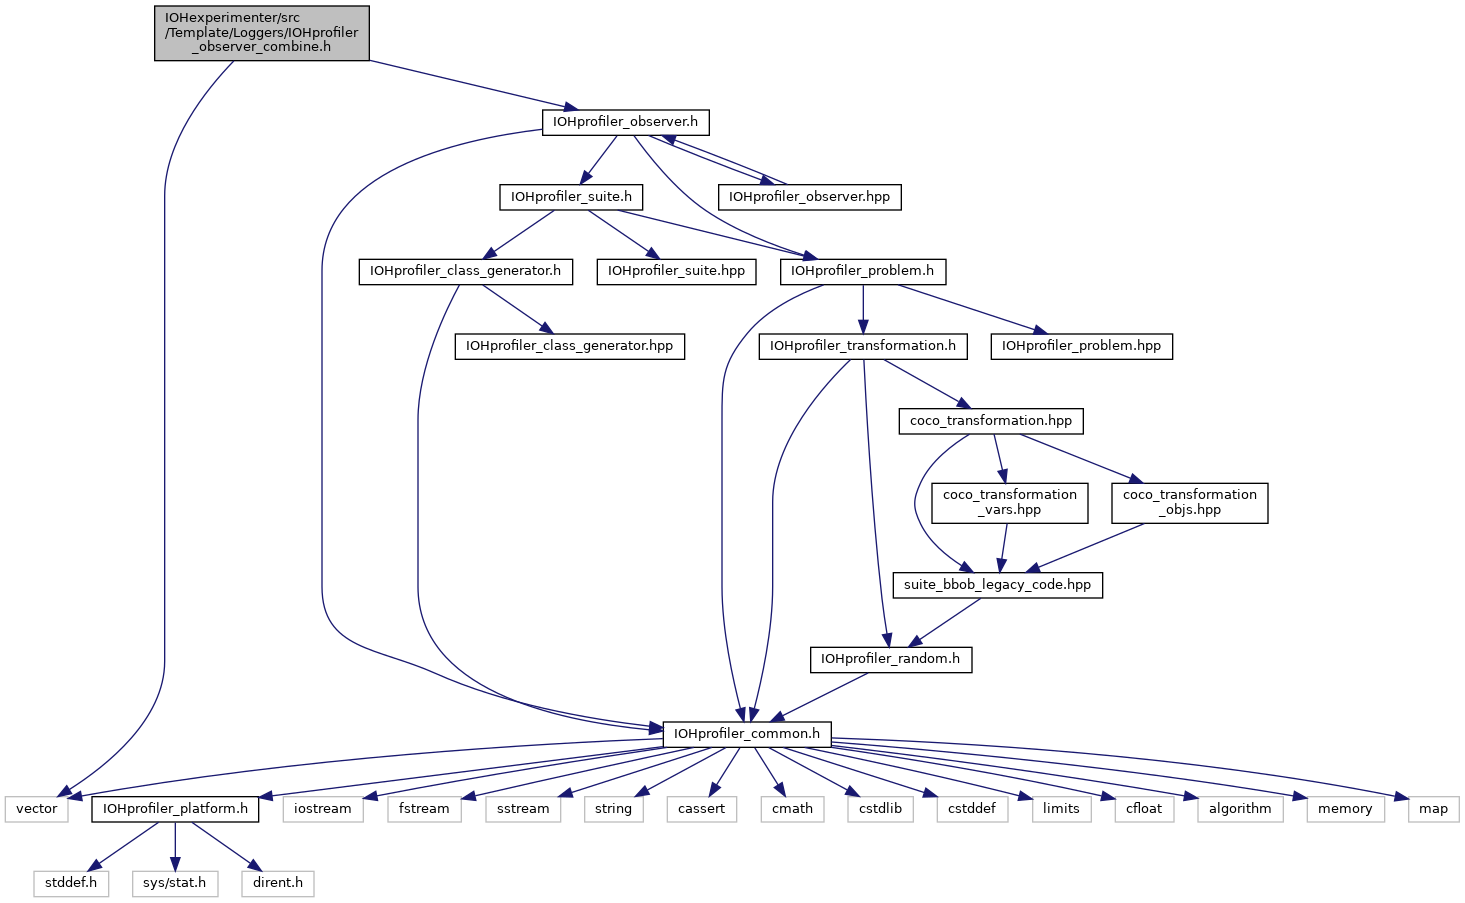 IOHexperimenter/src
/Template/Loggers/IOHprofiler
_observer_combine.h
IOHprofiler_observer.h
IOHprofiler_suite.h
IOHprofiler_observer.hpp
IOHprofiler_class_generator.h
IOHprofiler_suite.hpp
IOHprofiler_problem.h
IOHprofiler_class_generator.hpp
IOHprofiler_transformation.h
IOHprofiler_problem.hpp
coco_transformation.hpp
coco_transformation
_vars.hpp
coco_transformation
_objs.hpp
suite_bbob_legacy_code.hpp
IOHprofiler_random.h
IOHprofiler_common.h
vector
IOHprofiler_platform.h
iostream
fstream
sstream
string
cassert
cmath
cstdlib
cstddef
limits
cfloat
algorithm
memory
map
stddef.h
sys/stat.h
dirent.h